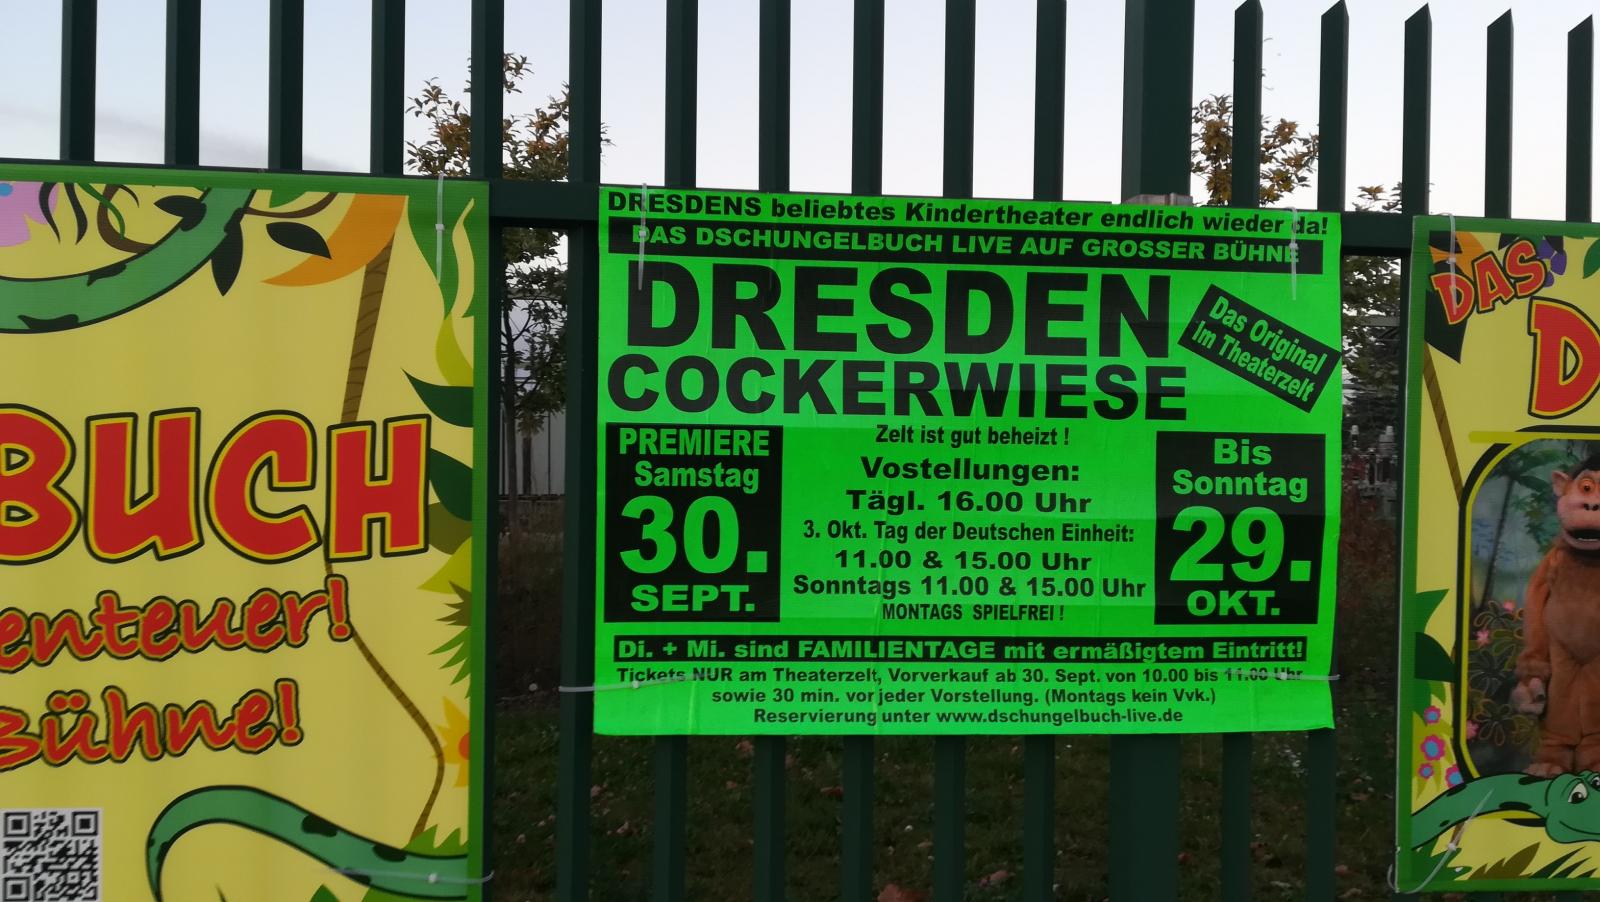 BUCH
enteuer!
Bühne!
DRESDENS beliebtes Kindertheater endlich wieder da!
DAS DSCHUNGELBUCH LIVE AUF GROSSER BÜHNE
DRESDEN
Das Original
im Theaterzelt
COCKERWIESE
Zelt ist gut beheizt !
PREMIERE
Samstag
30.
SEPT.
Vostellungen:
Tägl. 16.00 Uhr
3. Okt. Tag der Deutschen Einheit:
11.00 & 15.00 Uhr
Sonntags 11.00 & 15.00 Uhr
MONTAGS SPIELFREI !
Bis
Sonntag
29.
OKT.
Di. + Mi. sind FAMILIENTAGE mit ermäßigtem Eintritt!
Tickets NUR am Theaterzelt, Vorverkauf ab 30. Sept. von 10.00 bis 11.00 Uhr
sowie 30 min. vor jeder Vorstellung. (Montags kein Vvk.)
Reservierung unter www.dschungelbuch-live.de
DAS
D